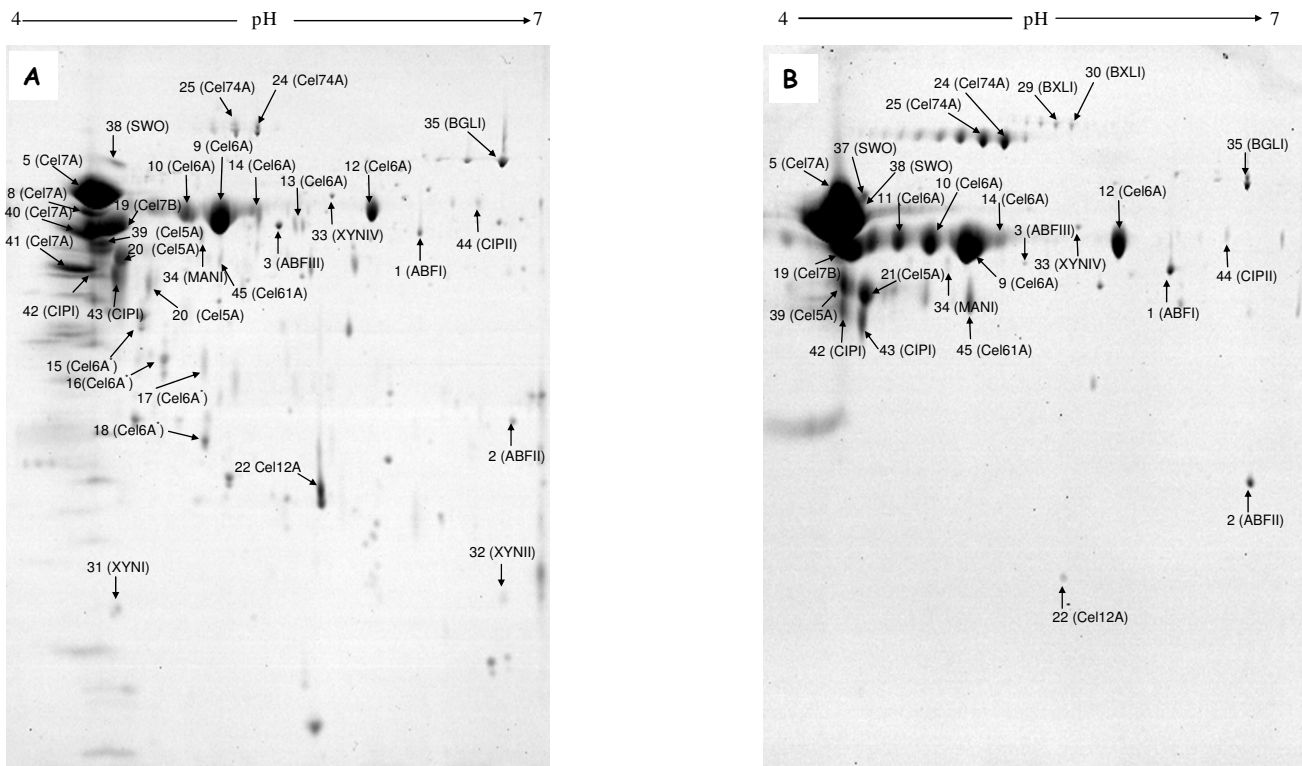 4 pH 7
A
25 (Cel74A)
24 (Cel74A)
38 (SWO)
9 (Cel6A)
35 (BGLI)
5 (Cel7A)
10 (Cel6A)
14 (Cel6A)
12 (Cel6A)
13 (Cel6A)
8 (Cel7A)
19 (Cel7B)
40 (Cel7A)
39 (Cel5A)
33 (XYNIV)
44 (CIPII)
41 (Cel7A)
20 (Cel5A)
3 (ABFIII)
1 (ABFI)
34 (MANI)
45 (Cel61A)
42 (CIPI)
43 (CIPI)
20 (Cel5A)
15 (Cel6A)
16(Cel6A)
17 (Cel6A)
18 (Cel6A)
2 (ABFII)
22 Cel12A
32 (XYNII)
31 (XYNI)
4 pH 7
B
30 (BXLI)
29 (BXLI)
24 (Cel74A)
25 (Cel74A)
35 (BGLI)
37 (SWO)
5 (Cel7A)
38 (SWO)
10 (Cel6A)
11 (Cel6A)
14 (Cel6A)
12 (Cel6A)
3 (ABFIII)
33 (XYNIV)
44 (CIPII)
19 (Cel7B)
21(Cel5A)
9 (Cel6A)
34 (MANI)
1 (ABFI)
39 (Cel5A)
42 (CIPI)
43 (CIPI)
45 (Cel61A)
2 (ABFII)
22 (Cel12A)